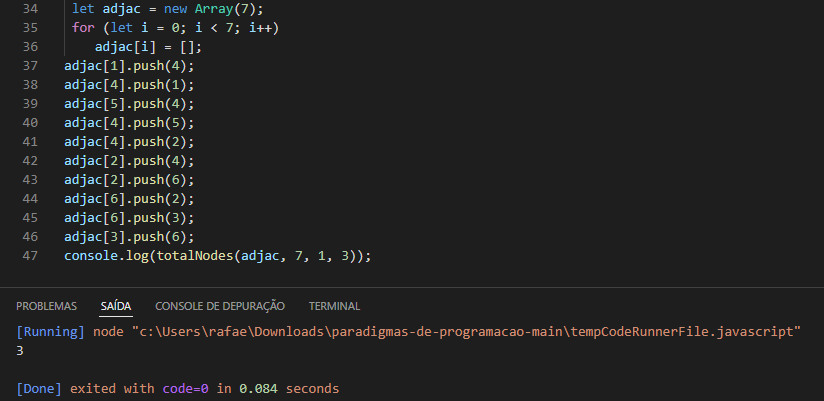 34 let adjac = new Array(7);
35 for (let i = 0; i < 7; i++)
36 adjac[i] = [];
37 adjac[1].push(4);
38 adjac[4].push(1);
39 adjac[5].push(4);
40 adjac[4].push(5);
41 adjac[4].push(2);
42 adjac[2].push(4);
43 adjac[2].push(6);
44 adjac[6].push(2);
45 adjac[6].push(3);
46 adjac[3].push(6);
47 console.log(totalNodes(adjac, 7, 1, 3));
PROBLEMAS SAÍDA CONSOLE DE DEPURAÇÃO TERMINAL
[Running] node "c:\Users\rafae\Downloads\paradigmas-de-programacao-main\tempCodeRunnerFile.javascript"
3
[Done] exited with code=0 in 0.084 seconds